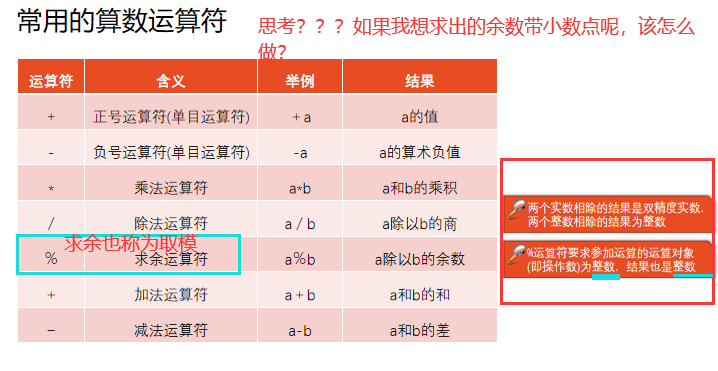 常用的算数运算符
思考？？？如果我想求出的余数带小数点呢，该怎么
做？
运算符 含义 举例 结果
+ 正号运算符(单目运算符) +a a的值
- 负号运算符(单目运算符) -a a的算术负值
* 乘法运算符 a*b a和b的乘积
/ 除法运算符 a / b a除以b的商
求余也称为取模
% 求余运算符 a%b a除以b的余数
+ 加法运算符 a+b a和b的和
− 减法运算符 a-b a和b的差
两个实数相除的结果是双精度实数,
两个整数相除的结果为整数
%运算符要求参加运算的运算对象
(即操作数)为整数，结果也是整数